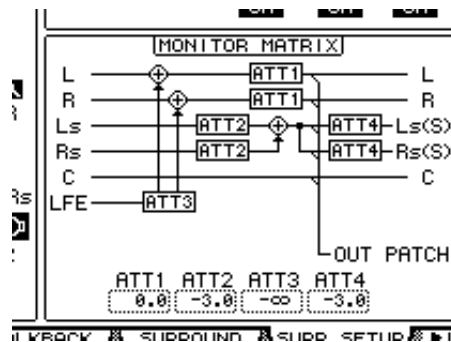 MONITOR MATRIX
L ATT1 L
R ATT1 R
Ls ATT2 ATT4 Ls(S)
Rs ATT2 ATT4 Rs(S)
C C
LFE ATT3
Rs
OUT PATCH
ATT1 ATT2 ATT3 ATT4
0.0 -3.0 -∞ -3.0
SURROUND SURR SETUP